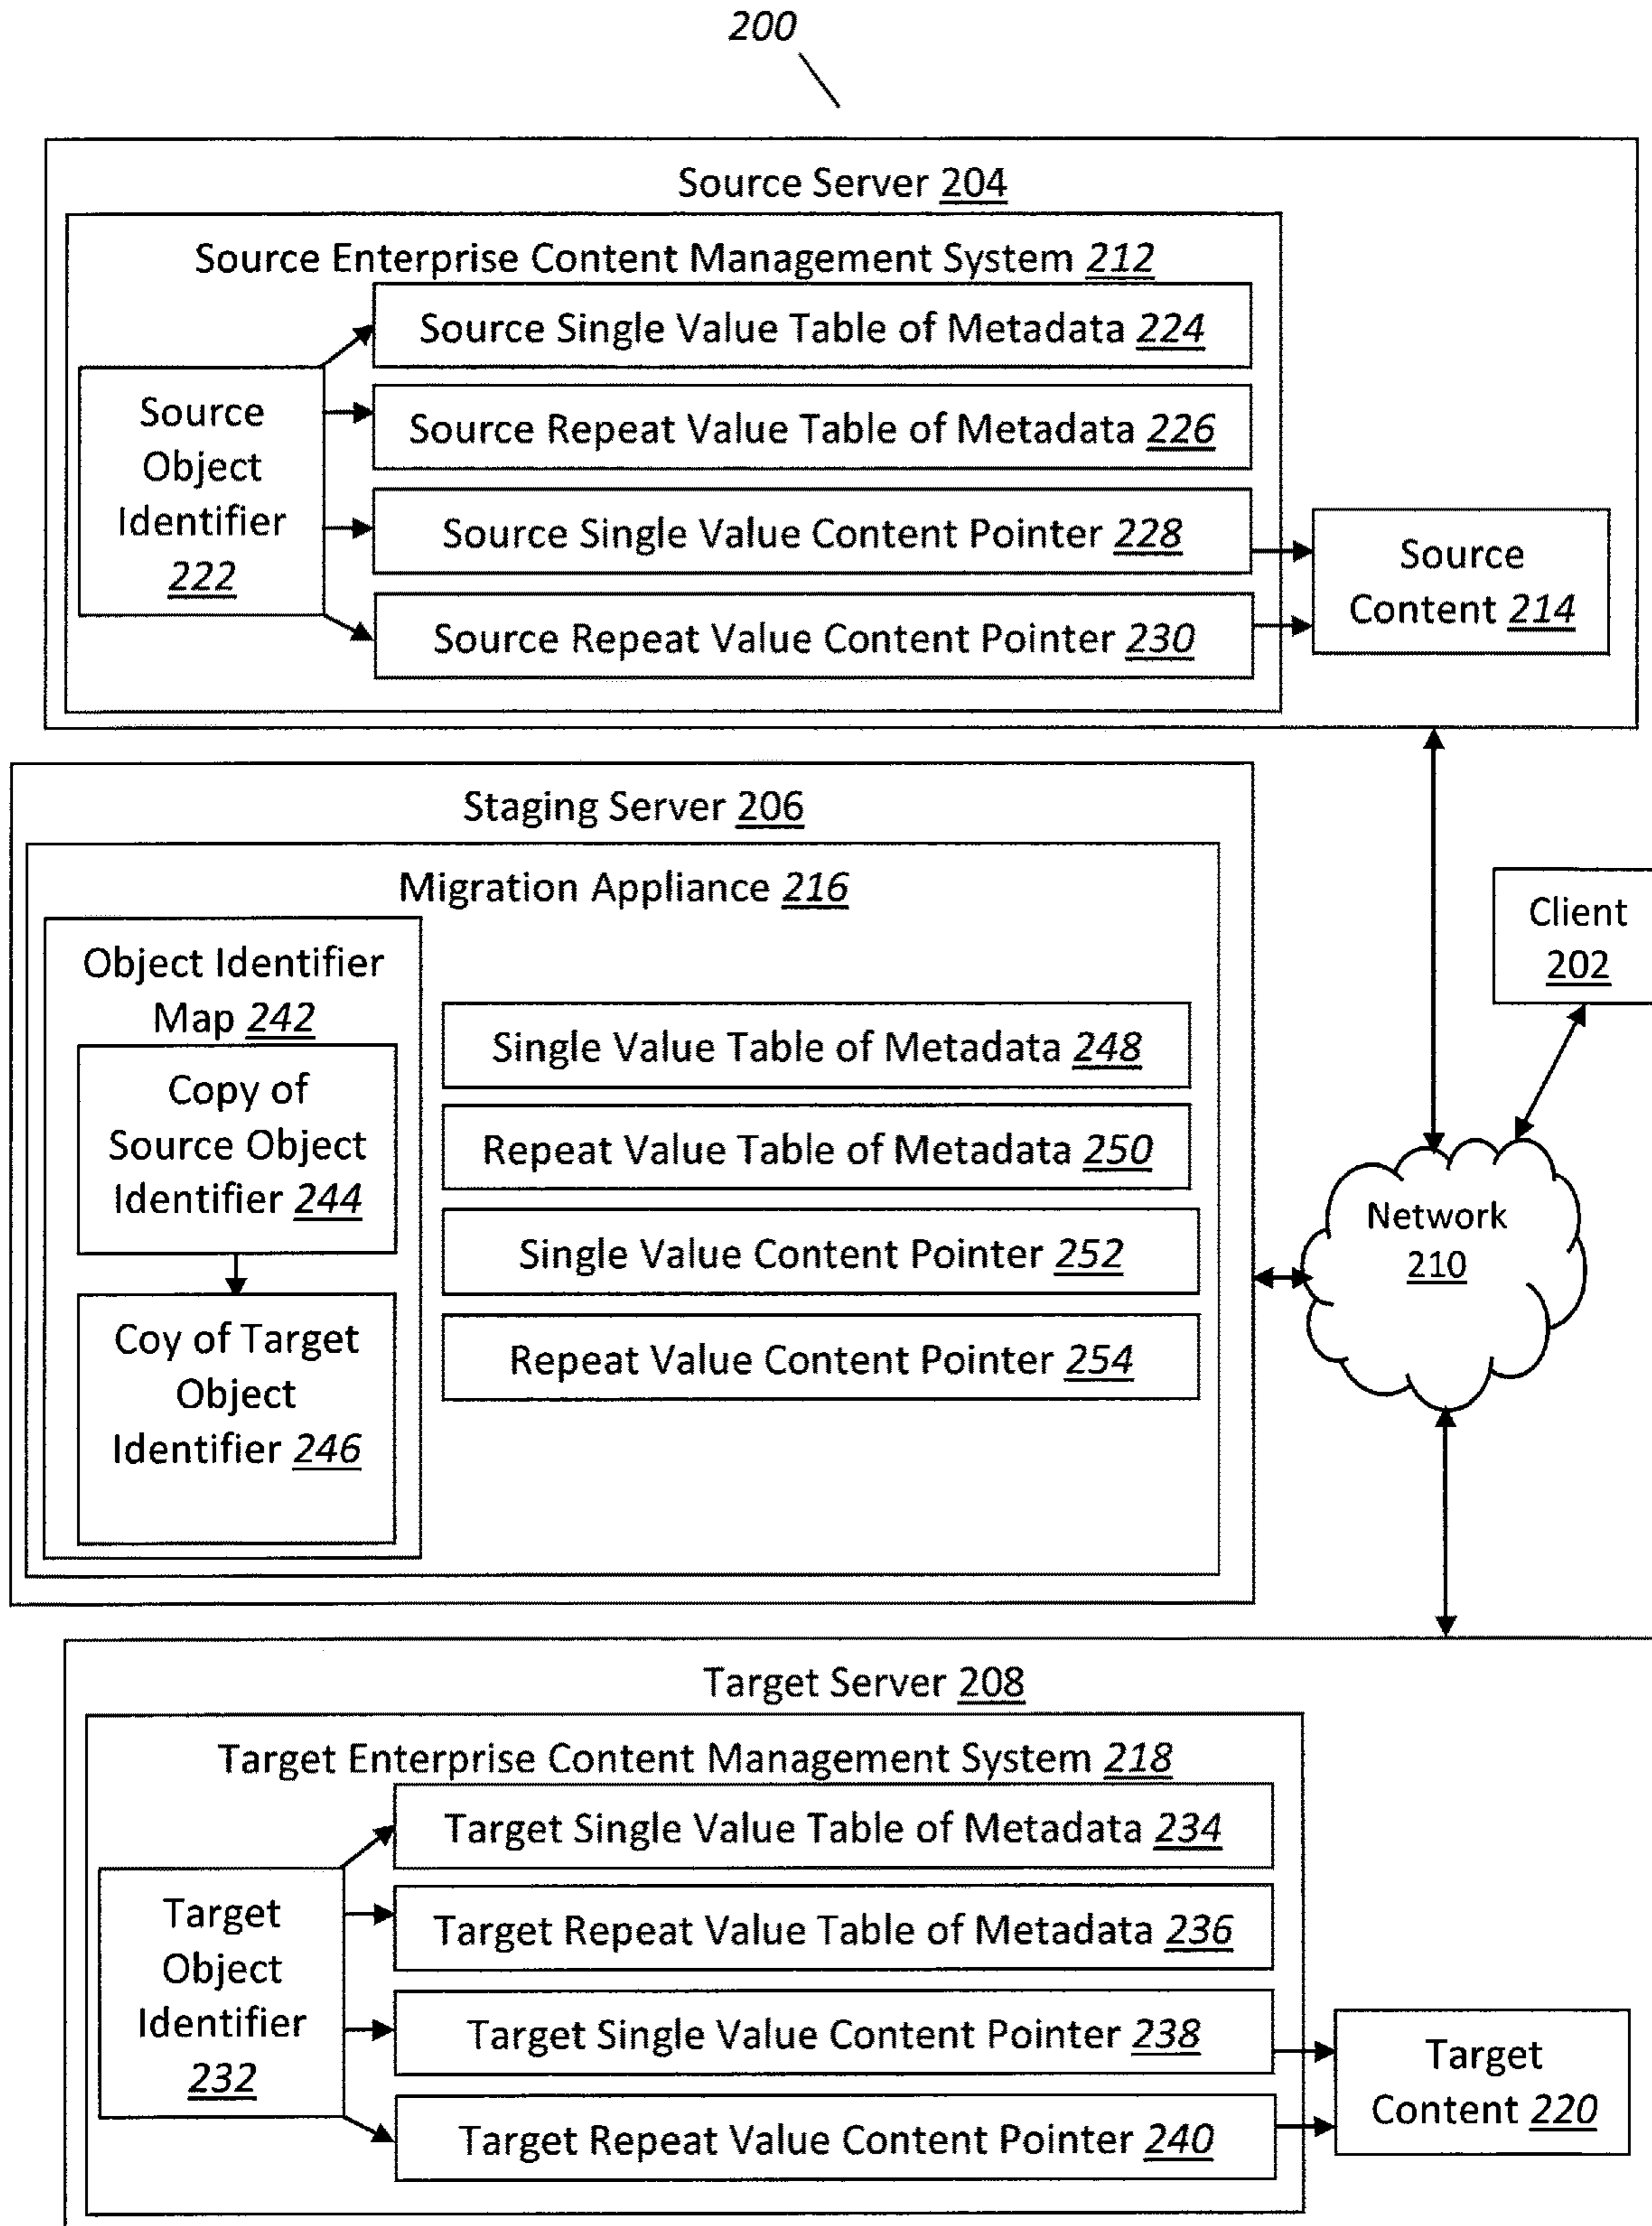 200
Source Server 204
Source Enterprise Content Management System 212
Source Single Value Table of Metadata 224
Source Repeat Value Table of Metadata 226
Source
Object
Identifier
222
Source Single Value Content Pointer 228
Source Repeat Value Content Pointer 230
Source
Content 214
Staging Server 206
Migration Appliance 216
Object Identifier
Map 242
Copy of
Source Object
Identifier 244
Coy of Target
Object
Identifier 246
Single Value Table of Metadata 248
Repeat Value Table of Metadata 250
Single Value Content Pointer 252
Repeat Value Content Pointer 254
Client
202
Network
210
Target Server 208
Target Enterprise Content Management System 218
Target Single Value Table of Metadata 234
Target Repeat Value Table of Metadata 236
Target
Object
Identifier
232
Target Single Value Content Pointer 238
Target Repeat Value Content Pointer 240
Target
Content 220